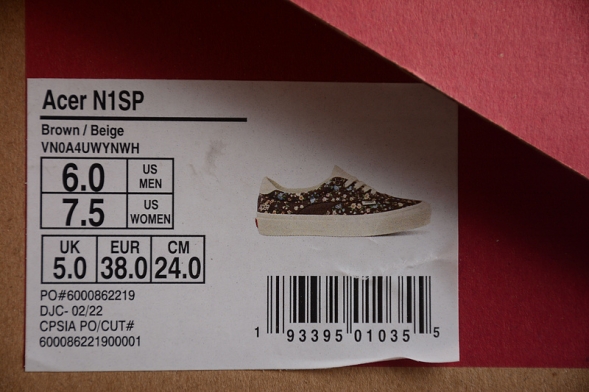 Acer N1SP
Brown / Beige
VN0A4UWYNWH
6.0 US MEN
7.5 US WOMEN
UK EUR CM
5.0 38.0 24.0
PO#6000862219
DJC- 02/22
CPSIA PO/CUT#
600086221900001
1 93395 01035 5